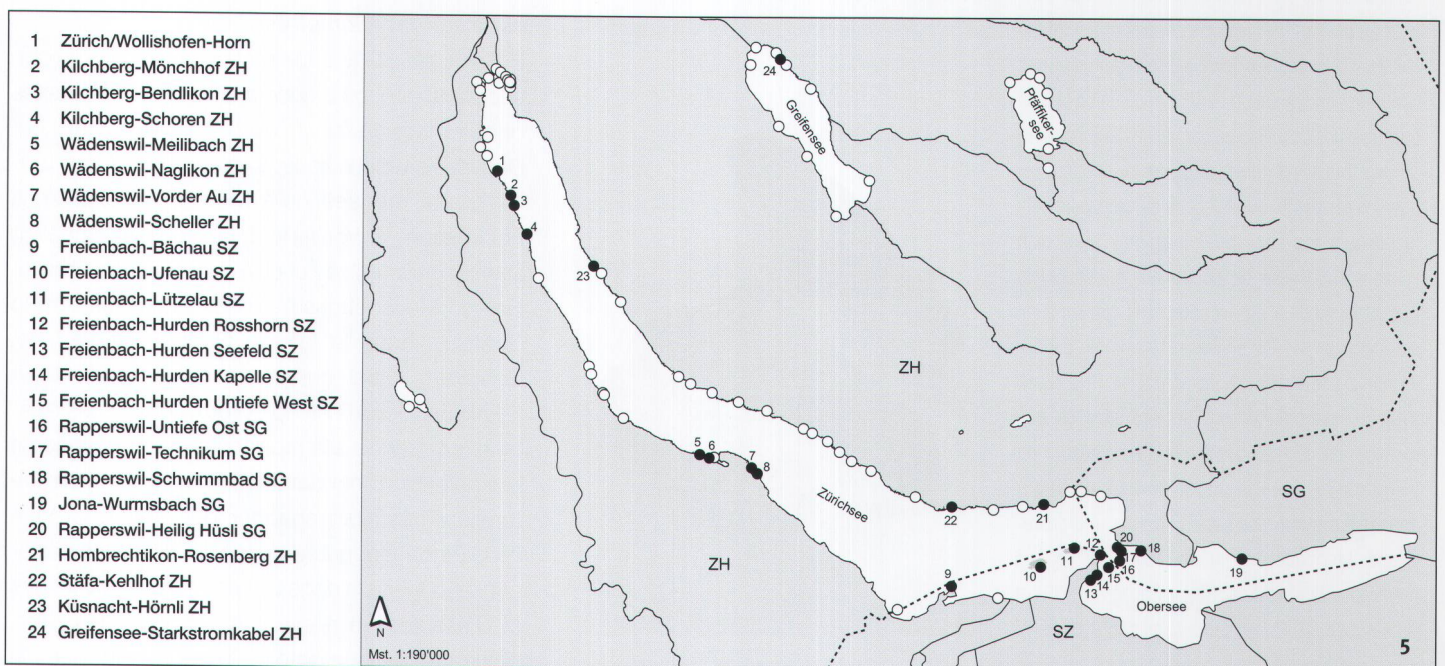 1 Zürich/Wollishofen-Horn
2 Kilchberg-Mönchhof ZH
3 Kilchberg-Bendlikon ZH
4 Kilchberg-Schoren ZH
5 Wädenswil-Meilibach ZH
6 Wädenswil-Naglikon ZH
7 Wädenswil-Vorder Au ZH
8 Wädenswil-Scheller ZH
9 Freienbach-Bächau SZ
10 Freienbach-Ufenau SZ
11 Freienbach-Lützelau SZ
12 Freienbach-Hurden Rosshorn SZ
13 Freienbach-Hurden Seefeld SZ
14 Freienbach-Hurden Kapelle SZ
15 Freienbach-Hurden Untiefe West SZ
16 Rapperswil-Untiefe Ost SG
17 Rapperswil-Technikum SG
18 Rapperswil-Schwimmbad SG
19 Jona-Wurmsbach SG
20 Rapperswil-Heilig Hüsli SG
21 Hombrechtikon-Rosenberg ZH
22 Stäfa-Kehlhof ZH
23 Küsnacht-Hörnli ZH
24 Greifensee-Starkstromkabel ZH
24
Greifensee
Pfäffiker-
see
1
2
3
4
23
ZH
5
6
7
8
Zürichsee
22
21
SG
ZH
9
10
11
12
20
18
17
16
15
14
13
19
Obersee
SZ
N
Mst. 1:190'000
5